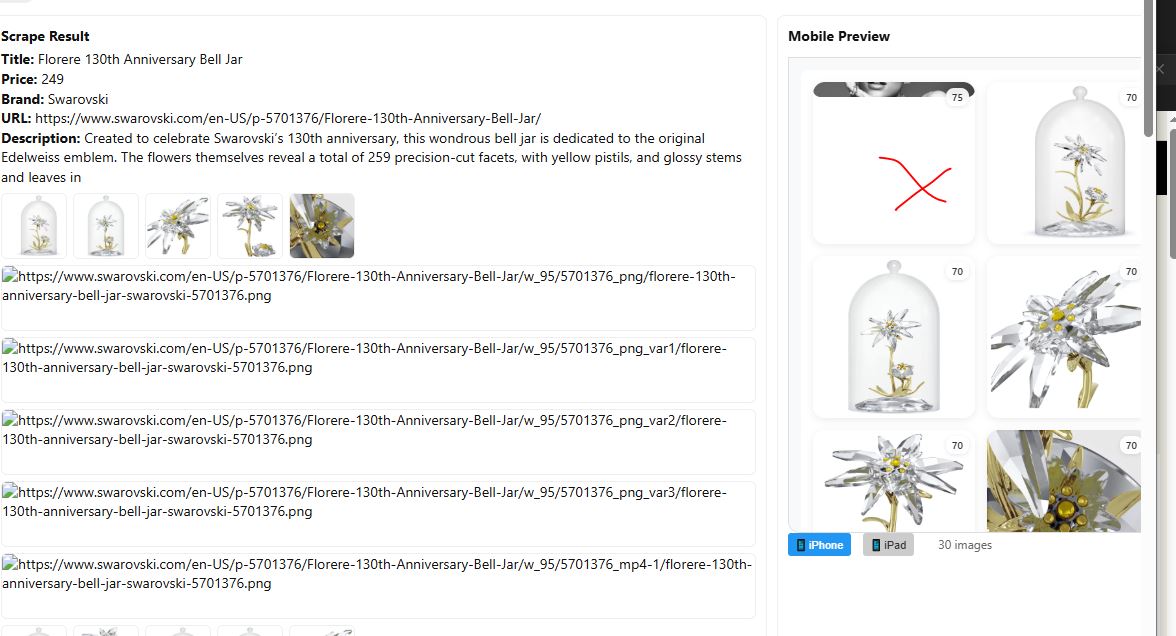 Scrape Result
Title: Florere 130th Anniversary Bell Jar
Price: 249
Brand: Swarovski
URL: https://www.swarovski.com/en-US/p-5701376/Florere-130th-Anniversary-Bell-Jar/
Description: Created to celebrate Swarovski's 130th anniversary, this wondrous bell jar is dedicated to the original
Edelweiss emblem. The flowers themselves reveal a total of 259 precision-cut facets, with yellow pistils, and glossy stems
and leaves in
https://www.swarovski.com/en-US/p-5701376/Florere-130th-Anniversary-Bell-Jar/w_95/5701376_png/florere-130th-
anniversary-bell-jar-swarovski-5701376.png
https://www.swarovski.com/en-US/p-5701376/Florere-130th-Anniversary-Bell-Jar/w_95/5701376_png_var1/florere-
130th-anniversary-bell-jar-swarovski-5701376.png
https://www.swarovski.com/en-US/p-5701376/Florere-130th-Anniversary-Bell-Jar/w_95/5701376_png_var2/florere-
130th-anniversary-bell-jar-swarovski-5701376.png
https://www.swarovski.com/en-US/p-5701376/Florere-130th-Anniversary-Bell-Jar/w_95/5701376_png_var3/florere-
130th-anniversary-bell-jar-swarovski-5701376.png
https://www.swarovski.com/en-US/p-5701376/Florere-130th-Anniversary-Bell-Jar/w_95/5701376_mp4-1/florere-130th-
anniversary-bell-jar-swarovski-5701376.png
Mobile Preview
75
70
70
70
70
70
iPhone
iPad
30 images